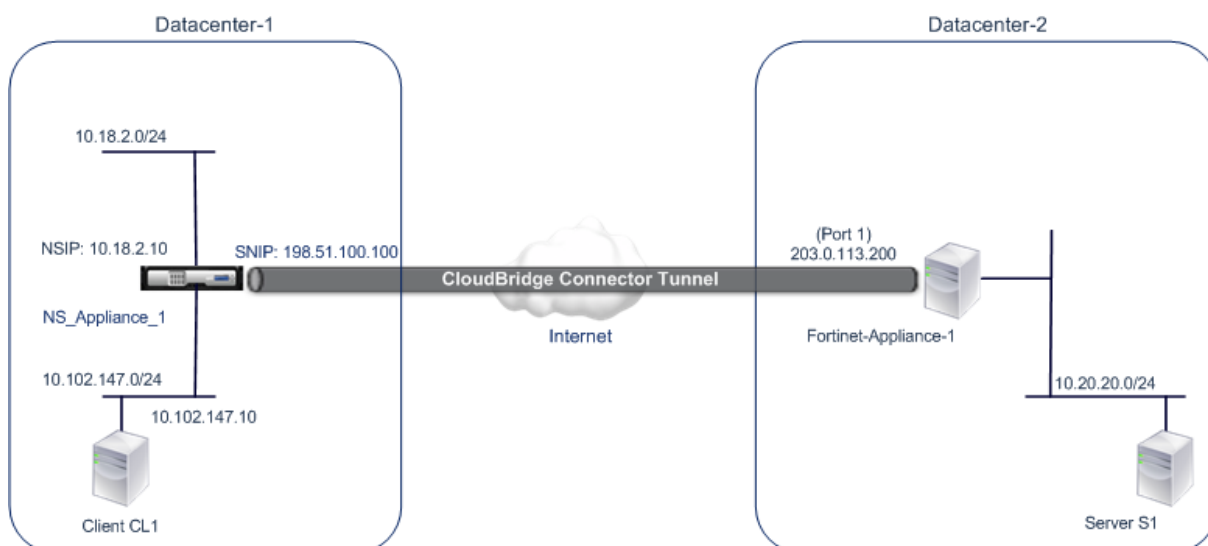 Datacenter-1
Datacenter-2
10.18.2.0/24
NSIP: 10.18.2.10
SNIP: 198.51.100.100
(Port 1)
203.0.113.200
CloudBridge Connector Tunnel
NS_Appliance_1
Internet
Fortinet-Appliance-1
10.102.147.0/24
10.102.147.10
10.20.20.0/24
Client CL1
Server S1